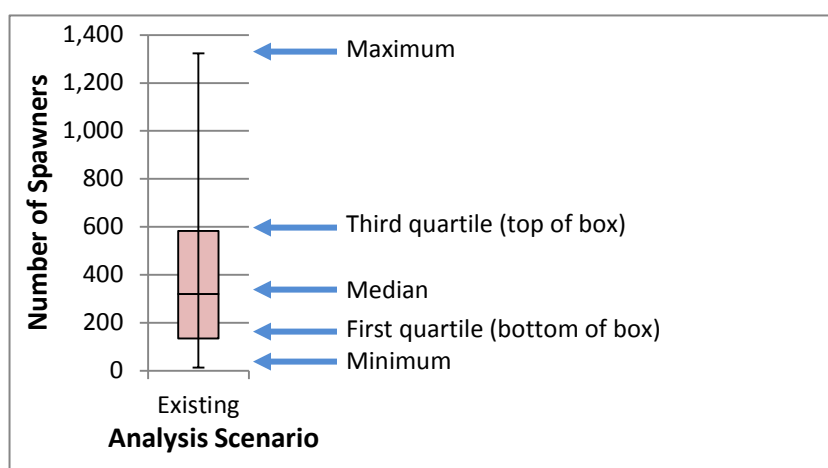 Number of Spawners
1,400
1,200
1,000
800
600
400
200
0
Maximum
Third quartile (top of box)
Median
First quartile (bottom of box)
Minimum
Existing
Analysis Scenario